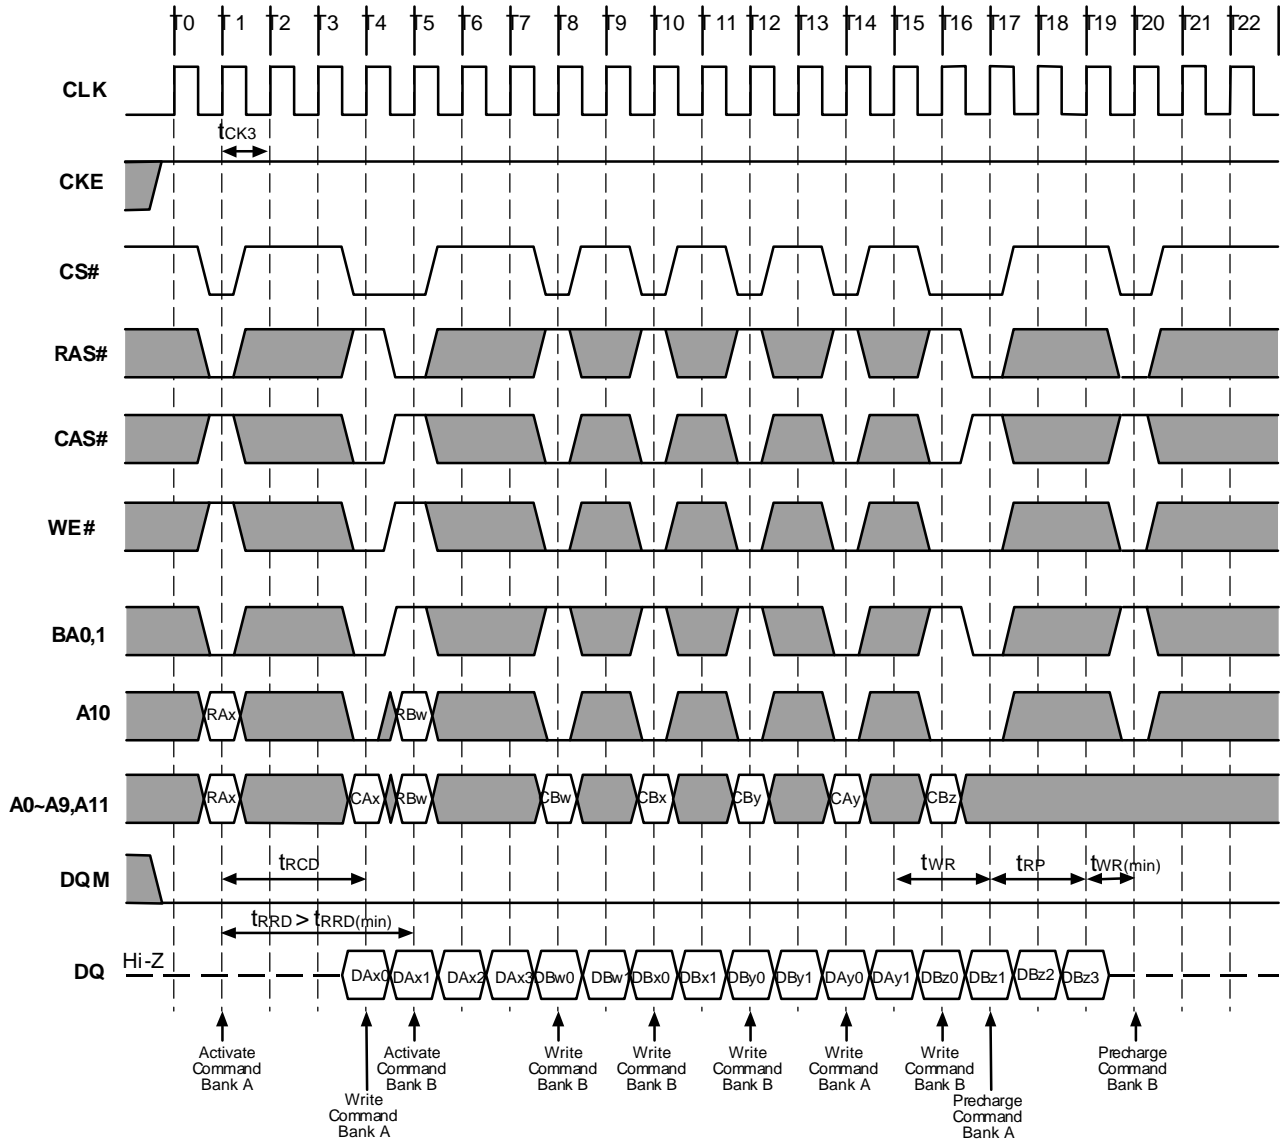 T0 T 1 T2 T3 T4 T5 T6 T7 T8 T9 T10 T 11 T12 T13 T14 T15 T16 T17 T18 T19 T20 T21 T22
CLK
tCK3
CKE
CS#
RAS#
CAS#
WE#
BA0,1
A10 RAx RBw
A0~A9,A11 RAx CAx RBw CBw CBx CBy CAy CBz
DQM tRCD tWR tRP tWR(min)
tRRD > tRRD(min)
DQ Hi-Z DAx0 DAx1 DAx2 DAx3 DBw0 DBw1 DBx0 DBx1 DBy0 DBy1 DAy0 DAy1 DBz0 DBz1 DBz2 DBz3
Activate Command Bank A
Write Command Bank A
Activate Command Bank B
Write Command Bank B
Write Command Bank B
Write Command Bank B
Write Command Bank A
Write Command Bank B
Precharge Command Bank A
Precharge Command Bank B